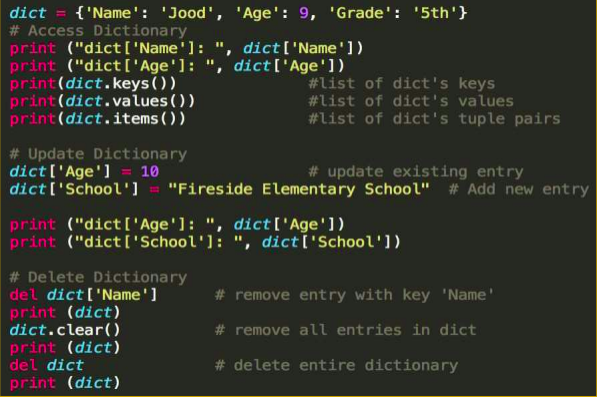 dict = {'Name': 'Jood', 'Age': 9, 'Grade': '5th'}
# Access Dictionary
print ("dict['Name']: ", dict['Name'])
print ("dict['Age']: ", dict['Age'])
print(dict.keys()) #list of dict's keys
print(dict.values()) #list of dict's values
print(dict.items()) #list of dict's tuple pairs
# Update Dictionary
dict['Age'] = 10 # update existing entry
dict['School'] = "Fireside Elementary School" # Add new entry
print ("dict['Age']: ", dict['Age'])
print ("dict['School']: ", dict['School'])
# Delete Dictionary
del dict['Name'] # remove entry with key 'Name'
print (dict)
dict.clear() # remove all entries in dict
print (dict)
del dict # delete entire dictionary
print (dict)